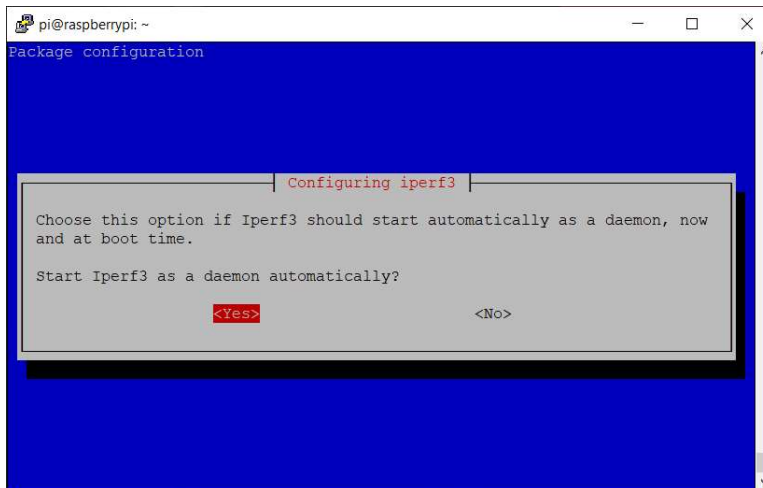 pi@raspberrypi: ~
Package configuration
Configuring iperf3
Choose this option if Iperf3 should start automatically as a daemon, now
and at boot time.
Start Iperf3 as a daemon automatically?
<Yes> <No>